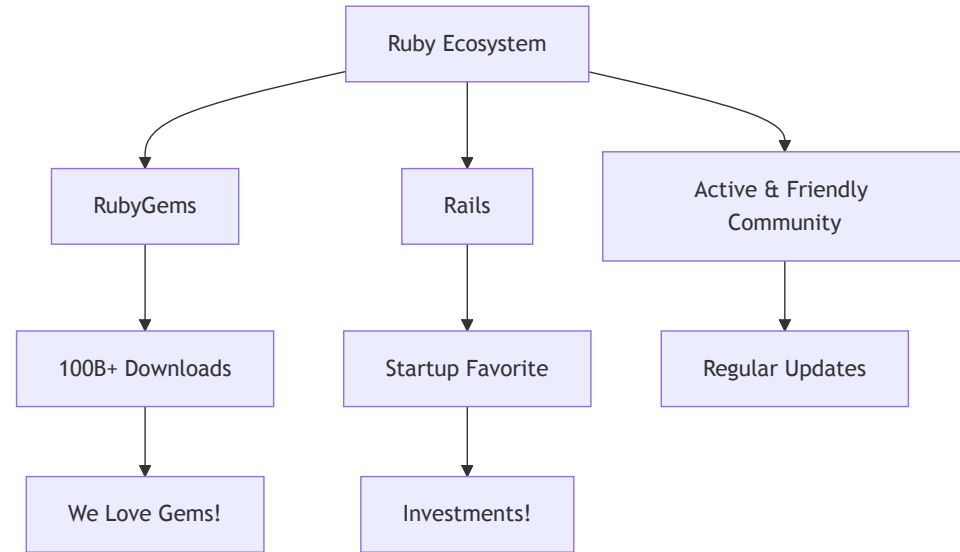 Ruby Ecosystem
RubyGems
Rails
Active & Friendly
Community
100B+ Downloads
Startup Favorite
Regular Updates
We Love Gems!
Investments!